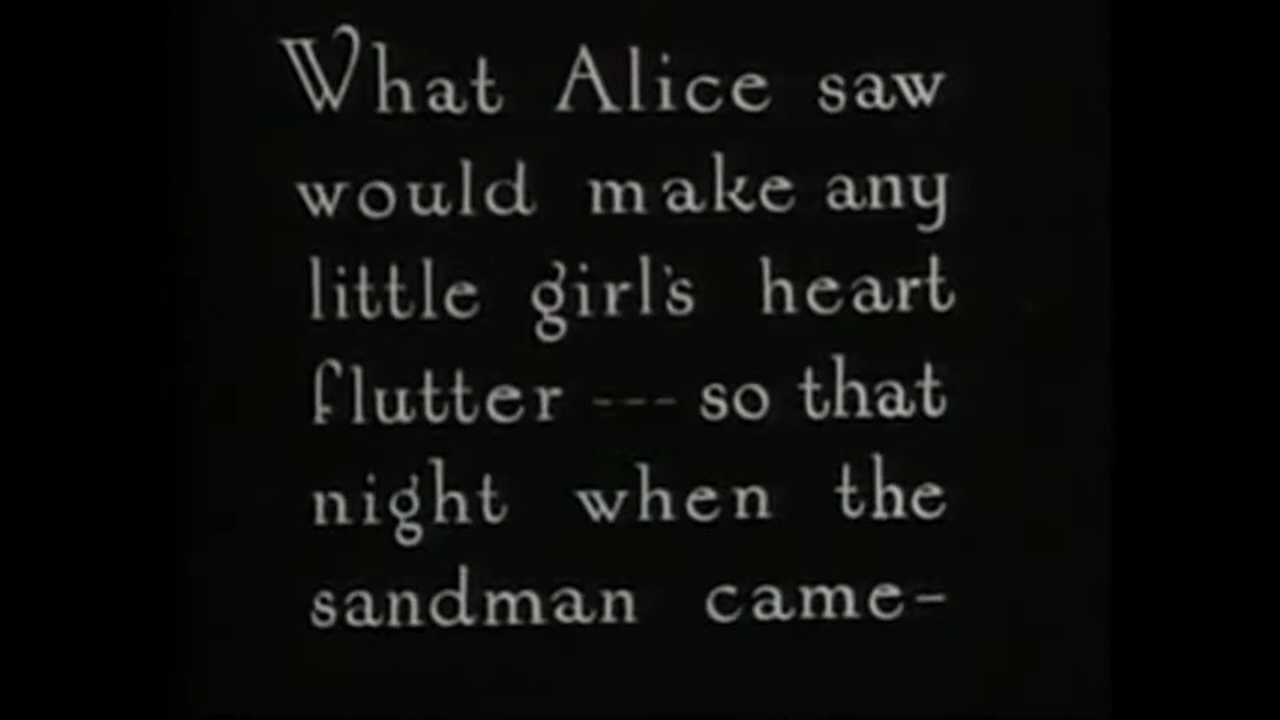 What Alice saw
would make any
little girl's heart
flutter --- so that
night when the
sandman came-